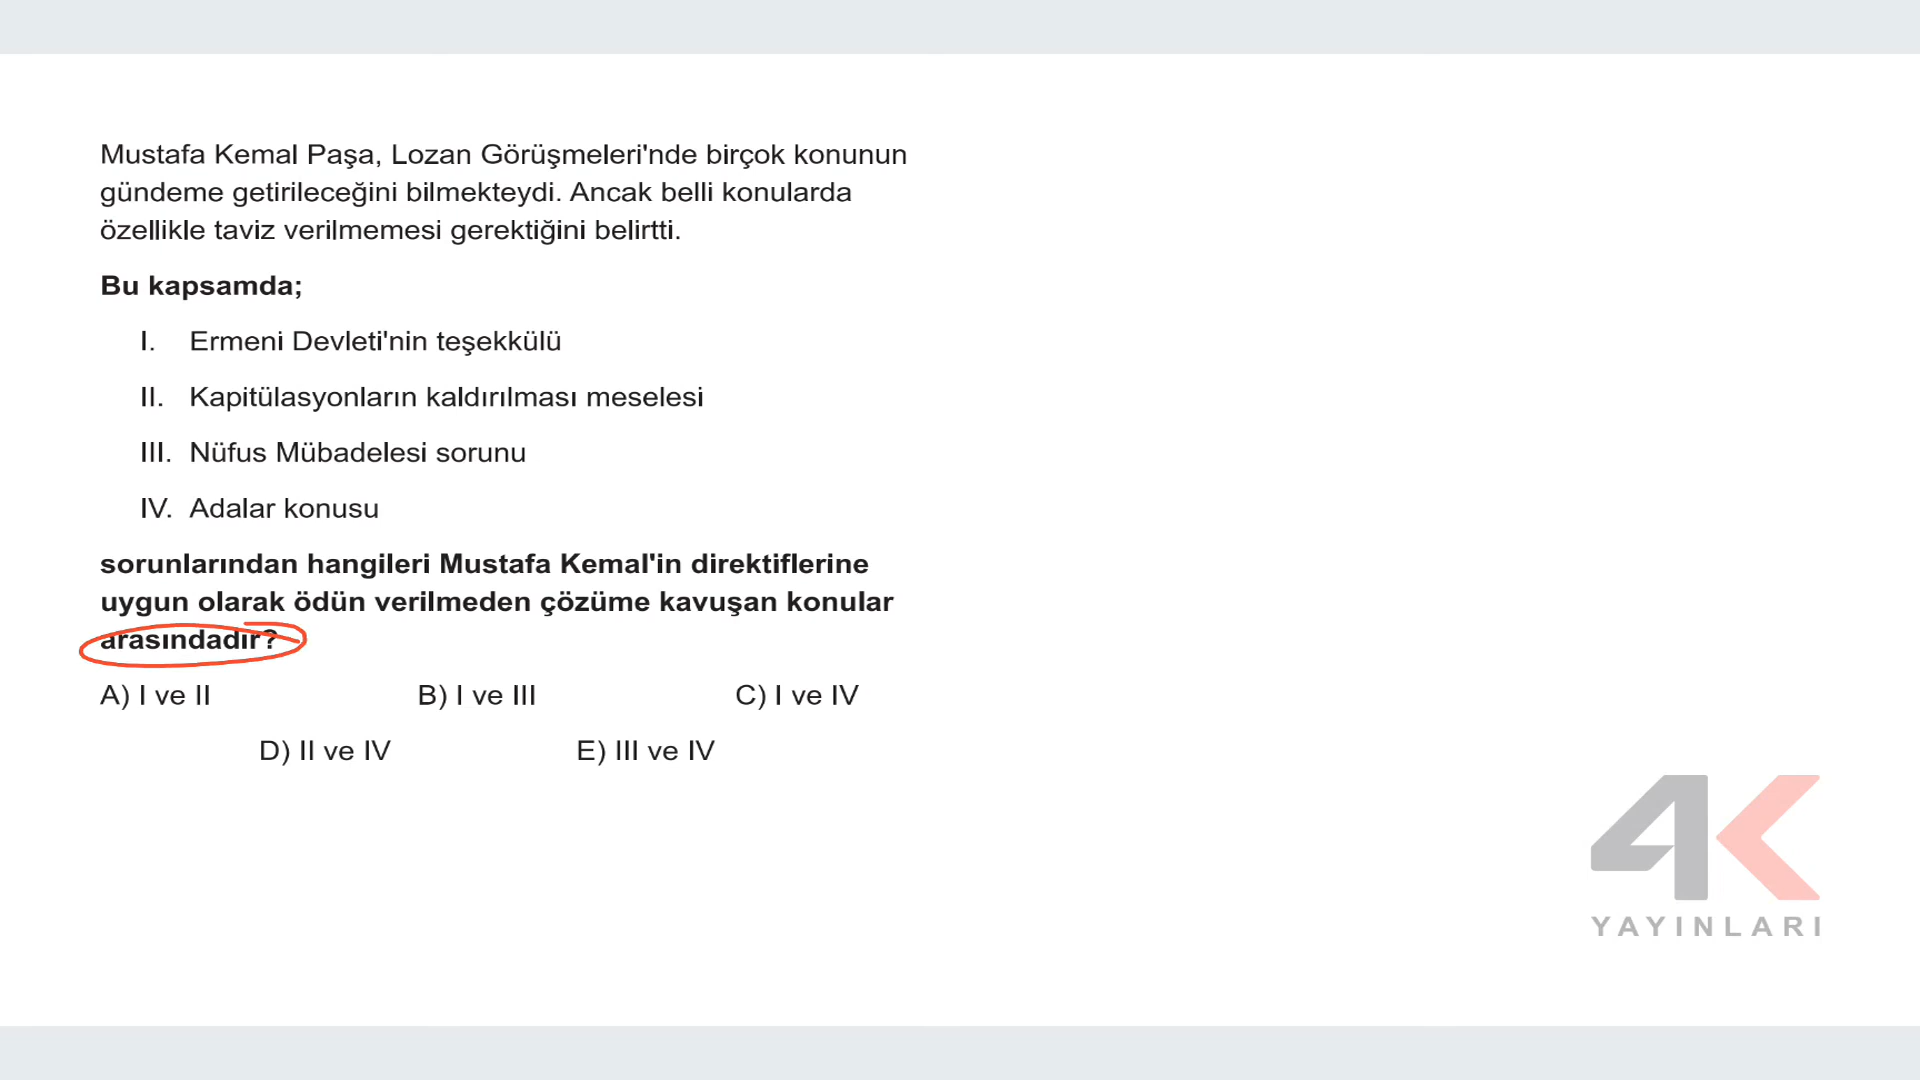 Mustafa Kemal Paşa, Lozan Görüşmeleri'nde birçok konunun
gündeme getirileceğini bilmekteydi. Ancak belli konularda
özellikle taviz verilmemesi gerektiğini belirtti.
Bu kapsamda;
I. Ermeni Devleti'nin teşekkülü
II. Kapitülasyonların kaldırılması meselesi
III. Nüfus Mübadelesi sorunu
IV. Adalar konusu
sorunlarından hangileri Mustafa Kemal'in direktiflerine
uygun olarak ödün verilmeden çözüme kavuşan konular
arasındadır?
A) I ve II B) I ve III C) I ve IV
D) II ve IV E) III ve IV
4K
YAYINLARI